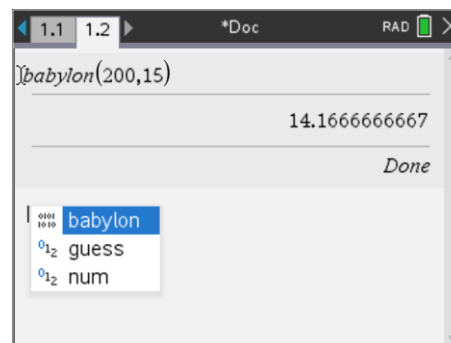 1.1 1.2 *Doc RAD
babylon(200,15)
14.1666666667
Done
babylon
guess
num